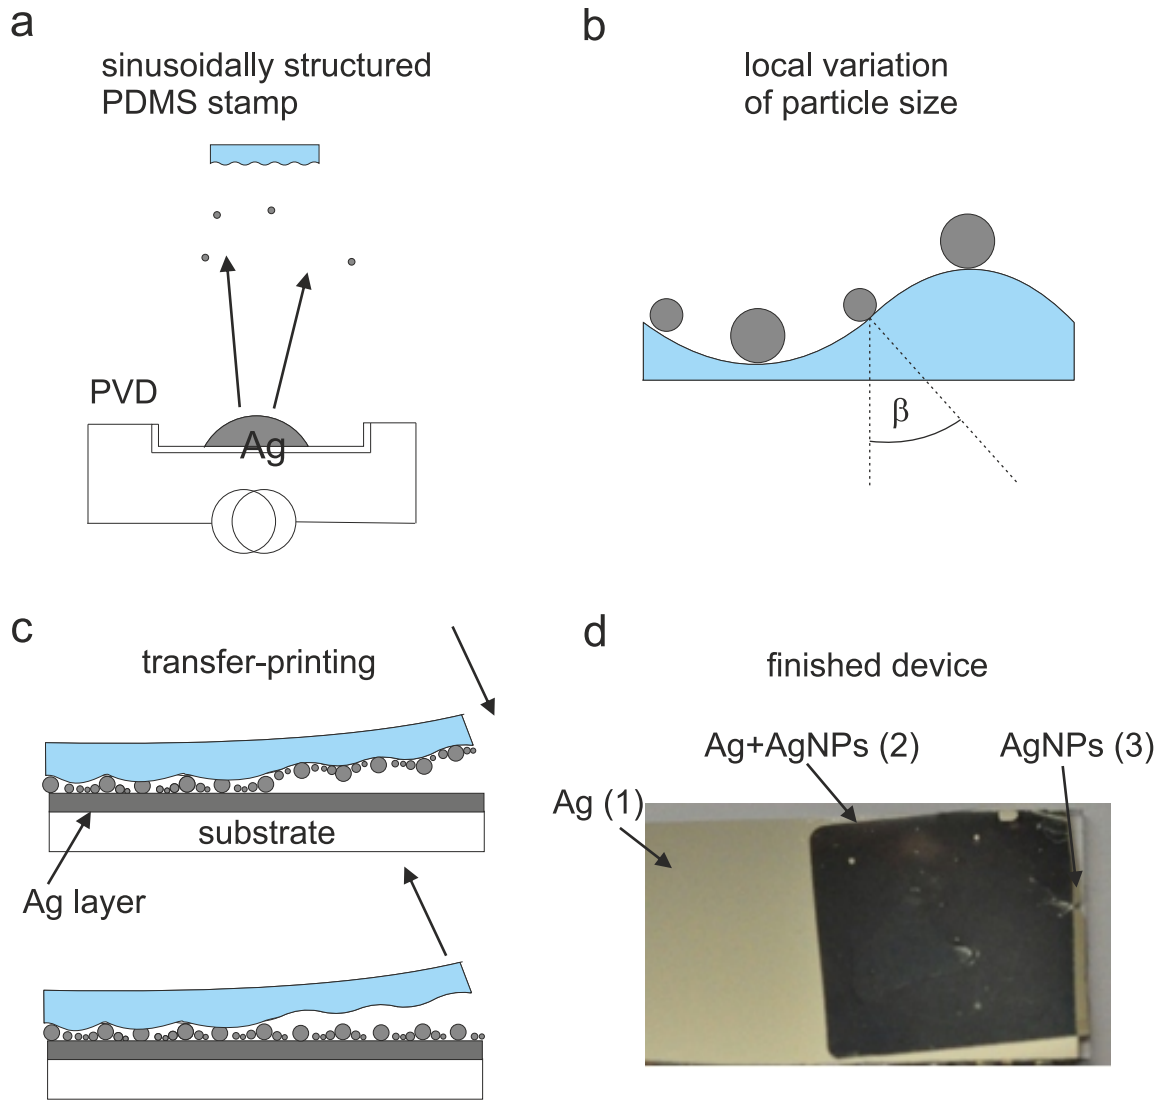 a
sinusoidally structured
PDMS stamp
PVD
Ag
b
local variation
of particle size
β
c
transfer-printing
substrate
Ag layer
d
finished device
Ag+AgNPs (2)
AgNPs (3)
Ag (1)